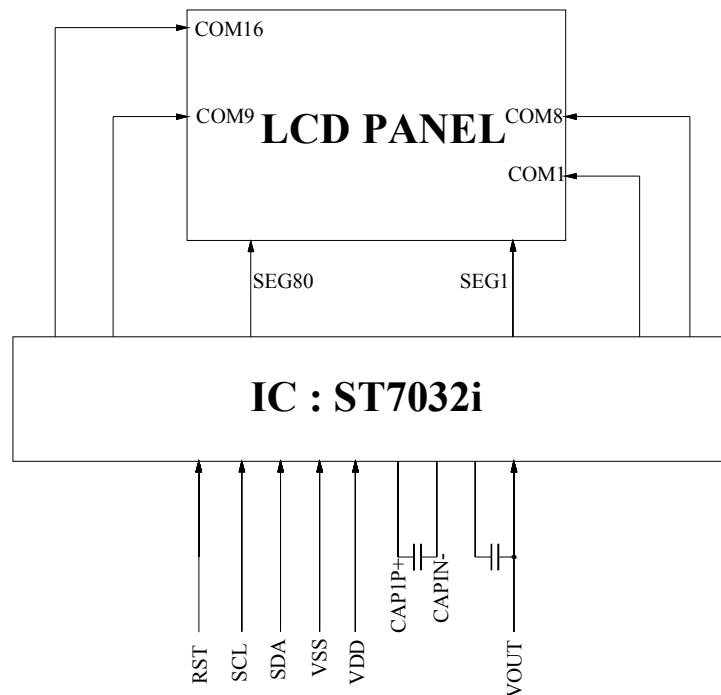 COM16
COM9
COM8
LCD PANEL
COM1
SEG80
SEG1
IC : ST7032i
RST
SCL
SDA
VSS
VDD
CAP1P+
CAPIN-
VOUT